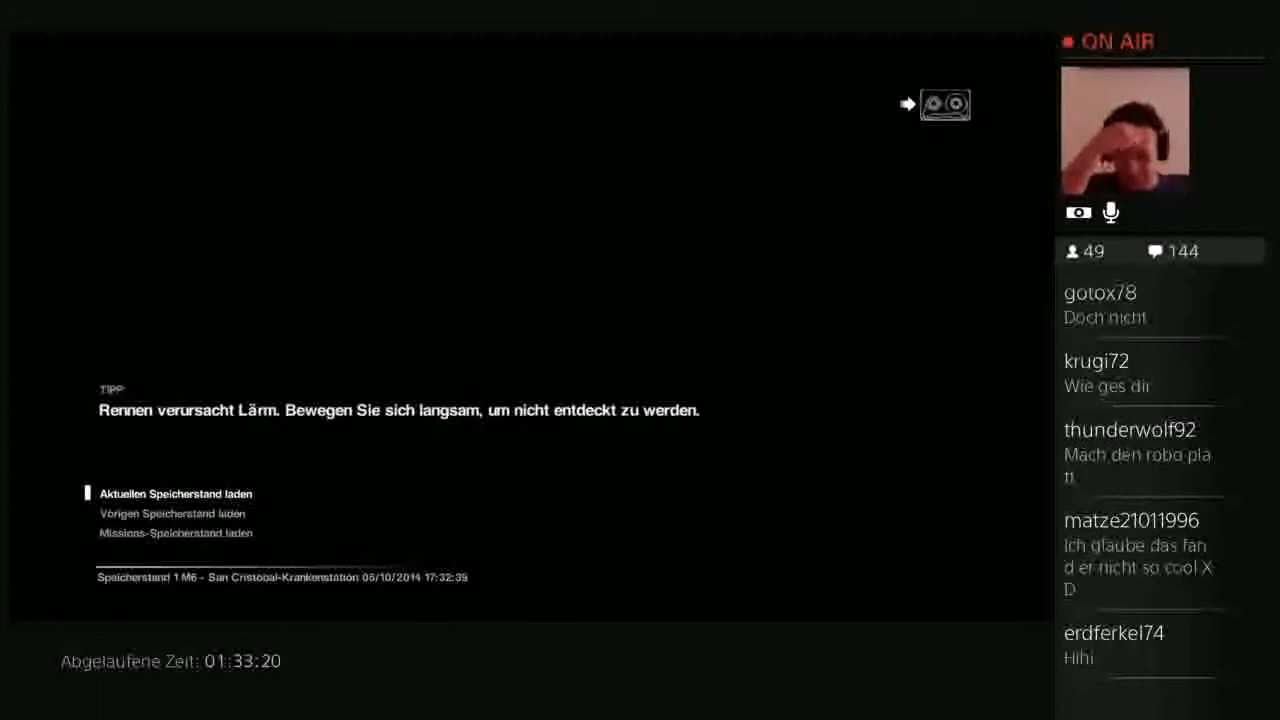 ON AIR
49 144
gotox78
Doch nicht
krugi72
Wie ges dir
thunderwolf92
Mach den robo pla
tt
matze21011996
Ich glaube das fan
d er nicht so cool X
D
erdferkel74
Hihi
TIPP
Rennen verursacht Lärm. Bewegen Sie sich langsam, um nicht entdeckt zu werden.
Aktuellen Speicherstand laden
Vorigen Speicherstand laden
Missions-Speicherstand laden
Speicherstand 1 M6 - San Cristobal-Krankenstation 06/10/2014 17:32:39
Abgelaufene Zeit: 01:33:20